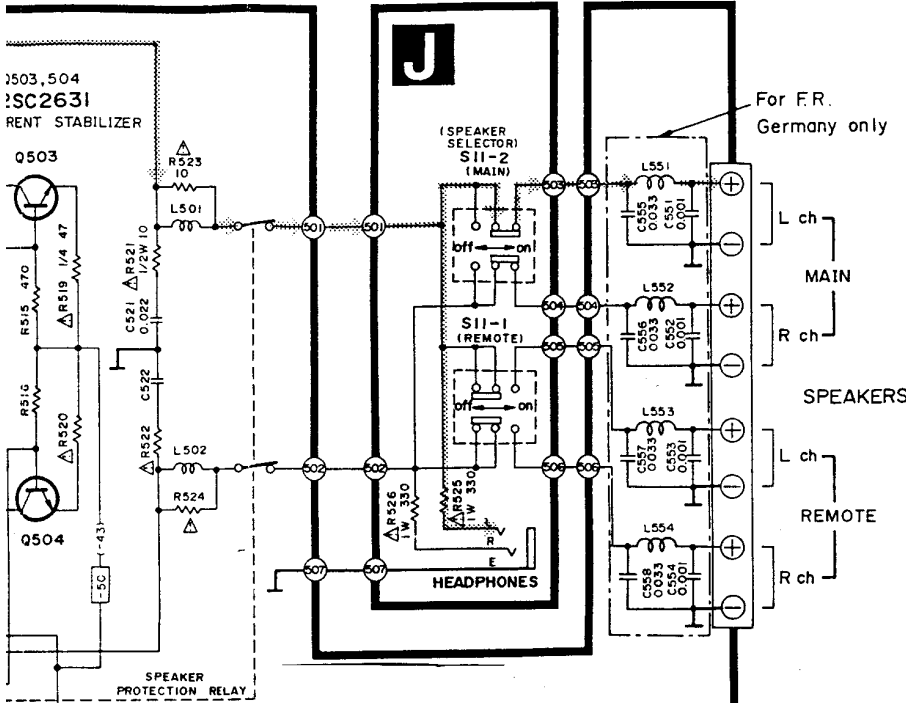 J
Q503,504
2SC2631
RENT STABILIZER
Q503
R523
10
L501
R521
1/2W 10
R519 1/4 47
R515 470
C521
0.022
C522
R516
R520
R522
L502
R524
Q504
(-43)
-5C
SPEAKER
PROTECTION RELAY
501
501
502
502
507
507
(SPEAKER
SELECTOR)
S11-2
(MAIN)
off
on
S11-1
(REMOTE)
off
on
R526
1W 330
R525
1W 330
L
R
E
HEADPHONES
503
503
504
504
505
505
506
506
For F.R.
Germany only
L551
C555
0.033
C551
0.001
L552
C556
0.033
C552
0.001
L553
C557
0.033
C553
0.001
L554
C558
0.033
C554
0.001
+
−
+
−
+
−
+
−
L ch
MAIN
R ch
SPEAKERS
L ch
REMOTE
R ch